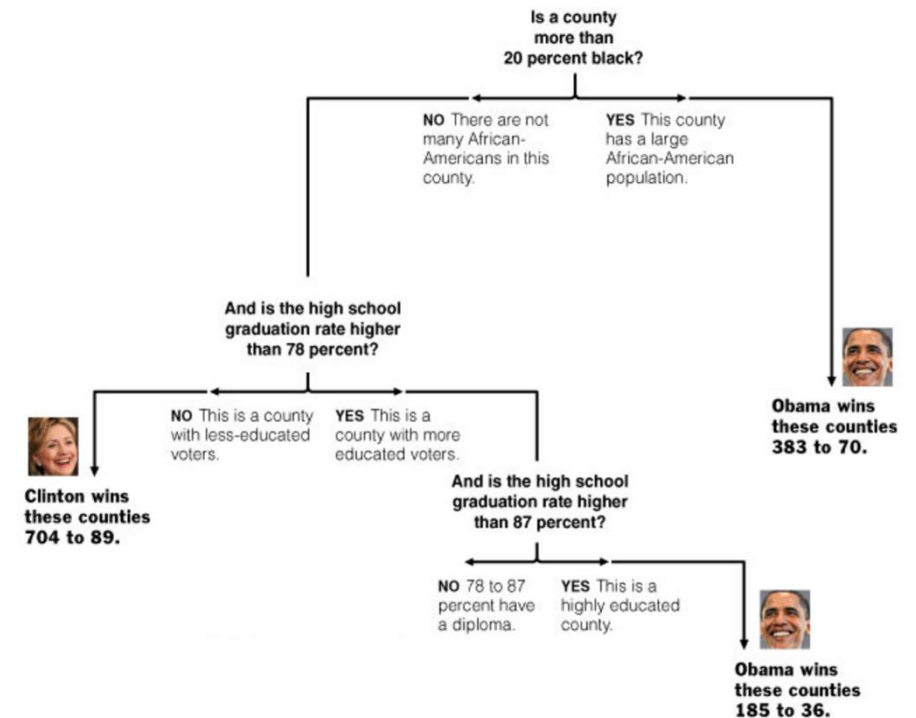 Is a county
more than
20 percent black?
NO There are not
many African-
Americans in this
county.
YES This county
has a large
African-American
population.
And is the high school
graduation rate higher
than 78 percent?
NO This is a county
with less-educated
voters.
YES This is a
county with more
educated voters.
Obama wins
these counties
383 to 70.
Clinton wins
these counties
704 to 89.
And is the high school
graduation rate higher
than 87 percent?
NO 78 to 87
percent have
a diploma.
YES This is a
highly educated
county.
Obama wins
these counties
185 to 36.